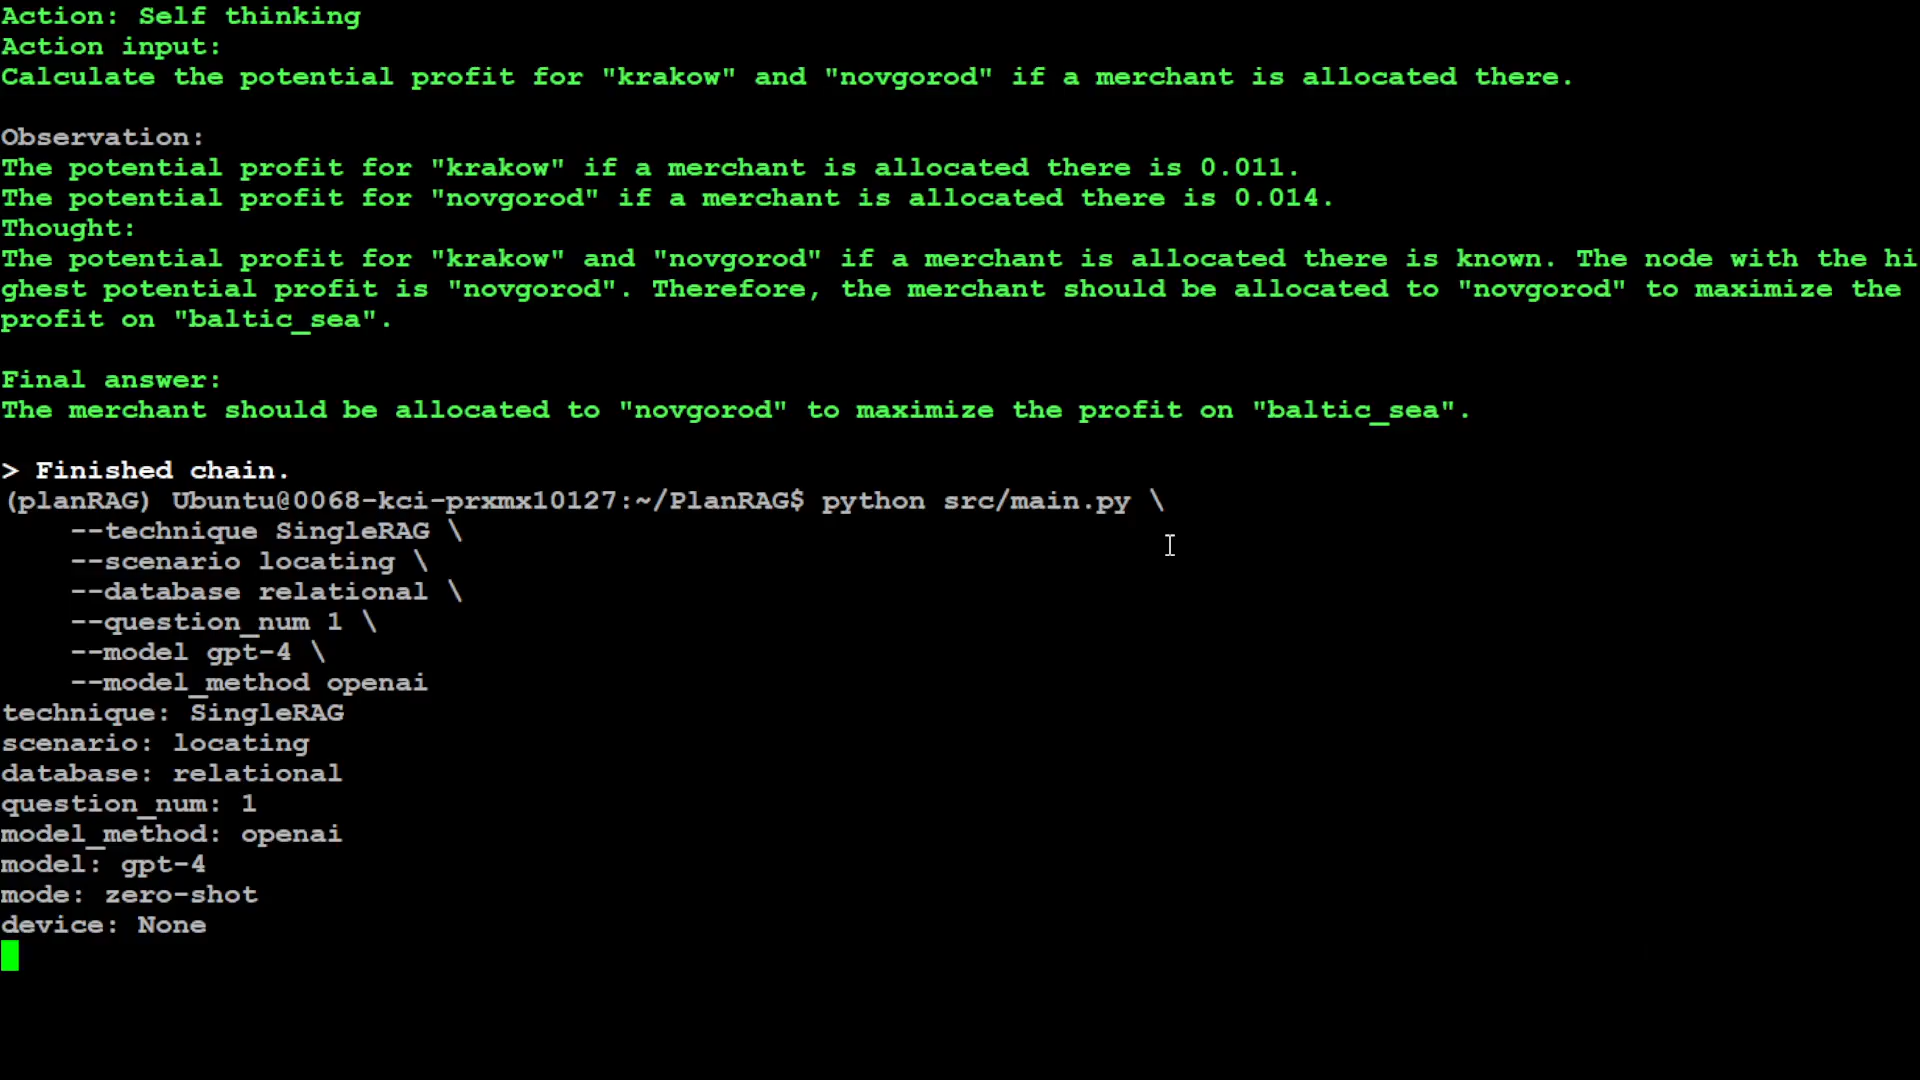 Action: Self thinking
Action input:
Calculate the potential profit for "krakow" and "novgorod" if a merchant is allocated there.
Observation:
The potential profit for "krakow" if a merchant is allocated there is 0.011.
The potential profit for "novgorod" if a merchant is allocated there is 0.014.
Thought:
The potential profit for "krakow" and "novgorod" if a merchant is allocated there is known. The node with the hi
ghest potential profit is "novgorod". Therefore, the merchant should be allocated to "novgorod" to maximize the
profit on "baltic_sea".
Final answer:
The merchant should be allocated to "novgorod" to maximize the profit on "baltic_sea".
> Finished chain.
(planRAG) Ubuntu@0068-kci-prxmx10127:~/PlanRAG$ python src/main.py \
--technique SingleRAG \
--scenario locating \
--database relational \
--question_num 1 \
--model gpt-4 \
--model_method openai
technique: SingleRAG
scenario: locating
database: relational
question_num: 1
model_method: openai
model: gpt-4
mode: zero-shot
device: None